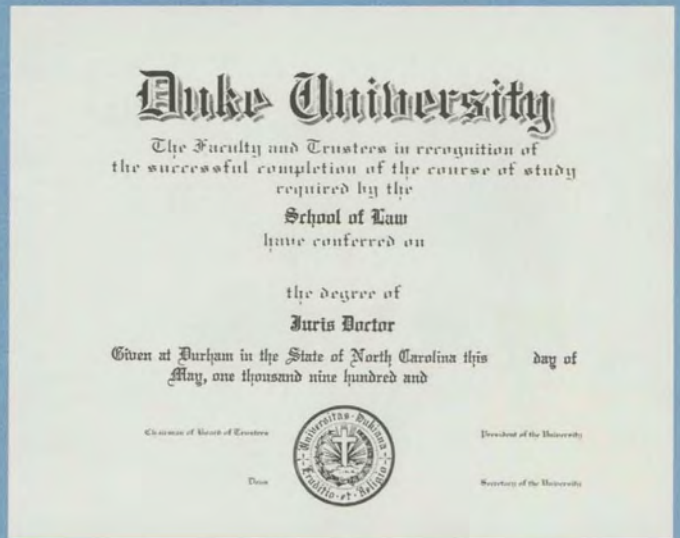 Duke University
The Faculty and Trustees in recognition of
the successful completion of the course of study
required by the
School of Law
have conferred on
the degree of
Juris Doctor
Given at Durham in the State of North Carolina this day of
May, one thousand nine hundred and
Chairman of Board of Trustees
President of the University
Universitas · Dukiana
Eruditio · et · Religio
Dean
Secretary of the University